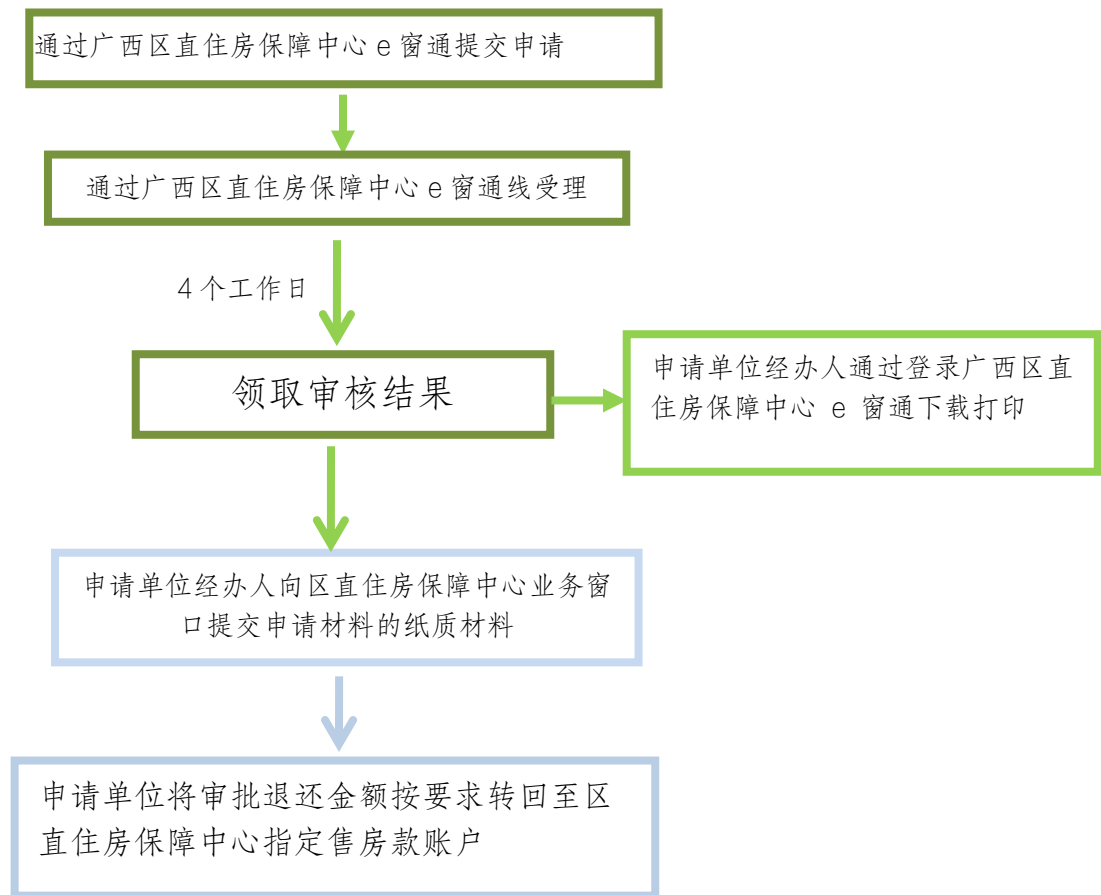 通过广西区直住房保障中心 e 窗通提交申请
通过广西区直住房保障中心 e 窗通线受理
4 个工作日
领取审核结果
申请单位经办人通过登录广西区直
住房保障中心 e 窗通下载打印
申请单位经办人向区直住房保障中心业务窗
口提交申请材料的纸质材料
申请单位将审批退还金额按要求转回至区
直住房保障中心指定售房款账户